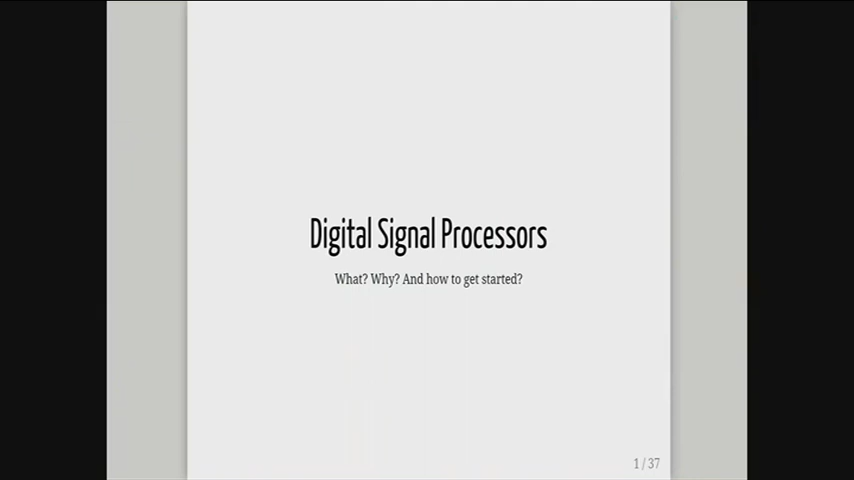 Digital Signal Processors
What? Why? And how to get started?
1 / 37